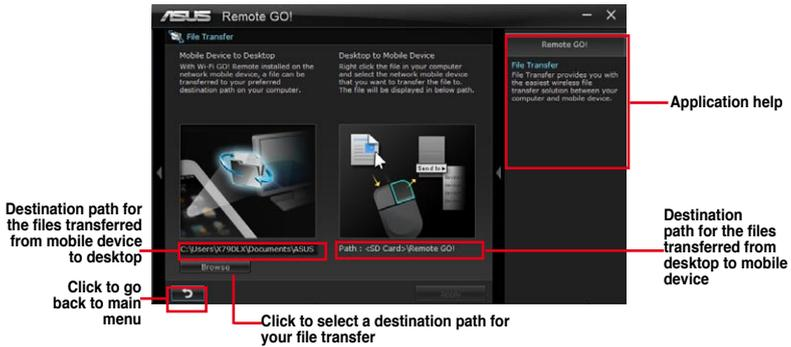 ASUS Remote GO!
File Transfer
Mobile Device to Desktop
With Wi-Fi GO! Remote installed on the
network mobile device, a file can be
transferred to your preferred
destination path on your computer.
Desktop to Mobile Device
Right click the file in your computer
and select the network mobile device
that you want to transfer the file to.
The file will be displayed in below path.
Send to
C:\Users\X79DLX\Documents\ASUS
Path : <SD Card>\Remote GO!
Browse
Apply
Remote GO!
File Transfer
File Transfer provides you with
the easiest wireless file
transfer solution between your
computer and mobile device.
Application help
Destination path for
the files transferred
from mobile device
to desktop
Click to go
back to main
menu
Click to select a destination path for
your file transfer
Destination
path for the files
transferred from
desktop to mobile
device